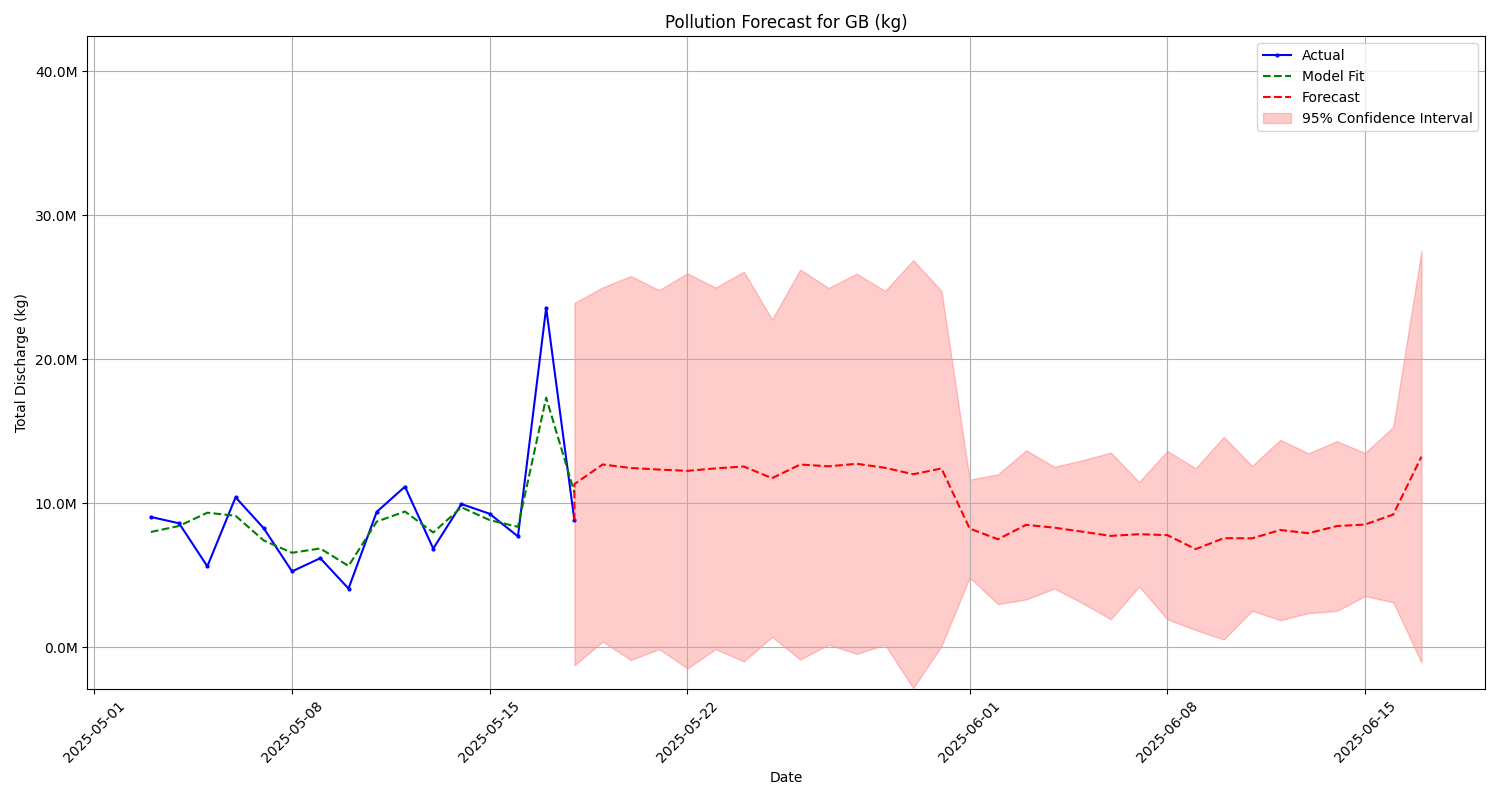 Pollution Forecast for GB (kg)
Actual
Model Fit
Forecast
95% Confidence Interval
Total Discharge (kg)
40.0M
30.0M
20.0M
10.0M
0.0M
2025-05-01
2025-05-08
2025-05-15
2025-05-22
2025-06-01
2025-06-08
2025-06-15
Date